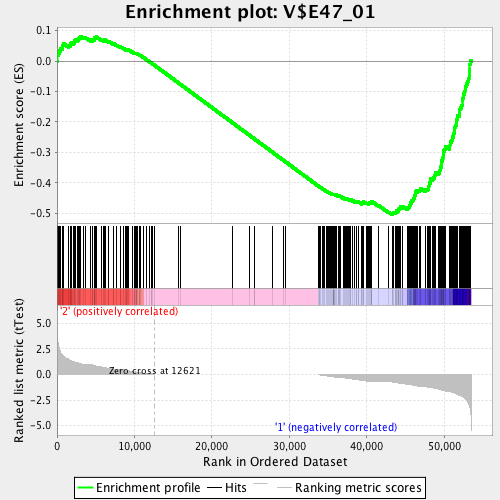 Enrichment plot: V$E47_01
Enrichment score (ES)
0.1
0.0
-0.1
-0.2
-0.3
-0.4
-0.5
'2' (positively correlated)
Ranked list metric (tTest)
5.0
2.5
0.0
-2.5
-5.0
Zero cross at 12621
'1' (negatively correlated)
0 10,000 20,000 30,000 40,000 50,000
Rank in Ordered Dataset
Enrichment profile Hits Ranking metric scores